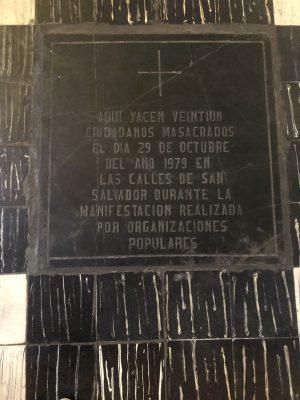 AQUI YACEN VEINTIUN
CIUDADANOS MASACRADOS
EL DIA 29 DE OCTUBRE
DEL AÑO 1979 EN
LAS CALLES DE SAN
SALVADOR DURANTE LA
MANIFESTACION REALIZADA
POR ORGANIZACIONES
POPULARES